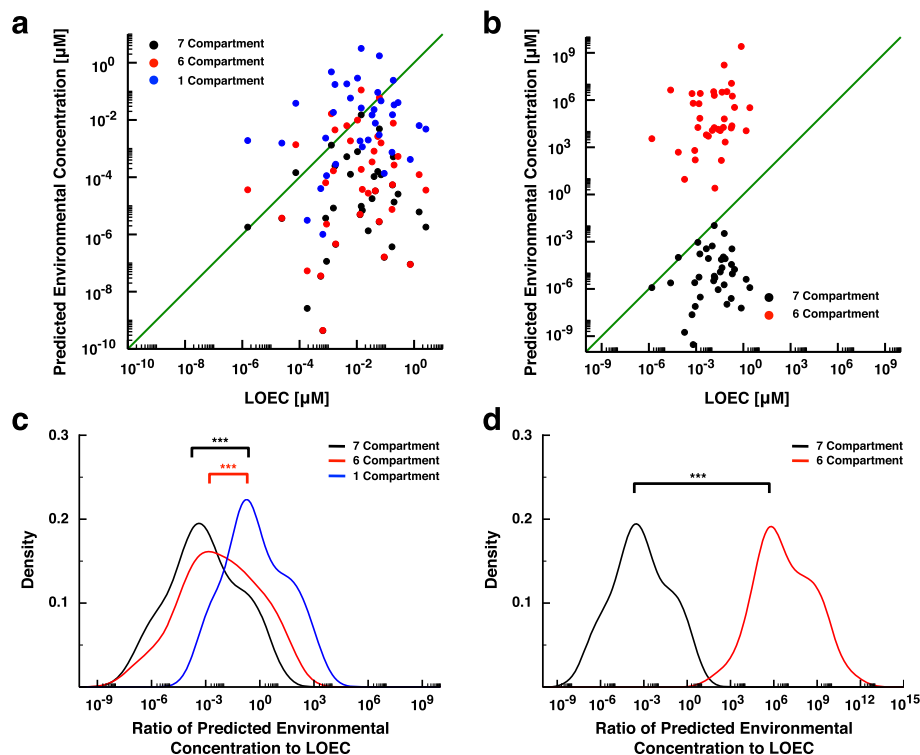 a
7 Compartment
6 Compartment
1 Compartment
Predicted Environmental Concentration [µM]
10^0
10^-2
10^-4
10^-6
10^-8
10^-10
10^-10 10^-8 10^-6 10^-4 10^-2 10^0
LOEC [µM]
b
Predicted Environmental Concentration [µM]
10^9
10^6
10^3
10^0
10^-3
10^-6
10^-9
7 Compartment
6 Compartment
10^-9 10^-6 10^-3 10^0 10^3 10^6 10^9
LOEC [µM]
c
0.3
0.2
0.1
Density
***
***
7 Compartment
6 Compartment
1 Compartment
10^-9 10^-6 10^-3 10^0 10^3 10^6 10^9
Ratio of Predicted Environmental
Concentration to LOEC
d
0.3
0.2
0.1
Density
***
7 Compartment
6 Compartment
10^-9 10^-6 10^-3 10^0 10^3 10^6 10^9 10^12 10^15
Ratio of Predicted Environmental
Concentration to LOEC